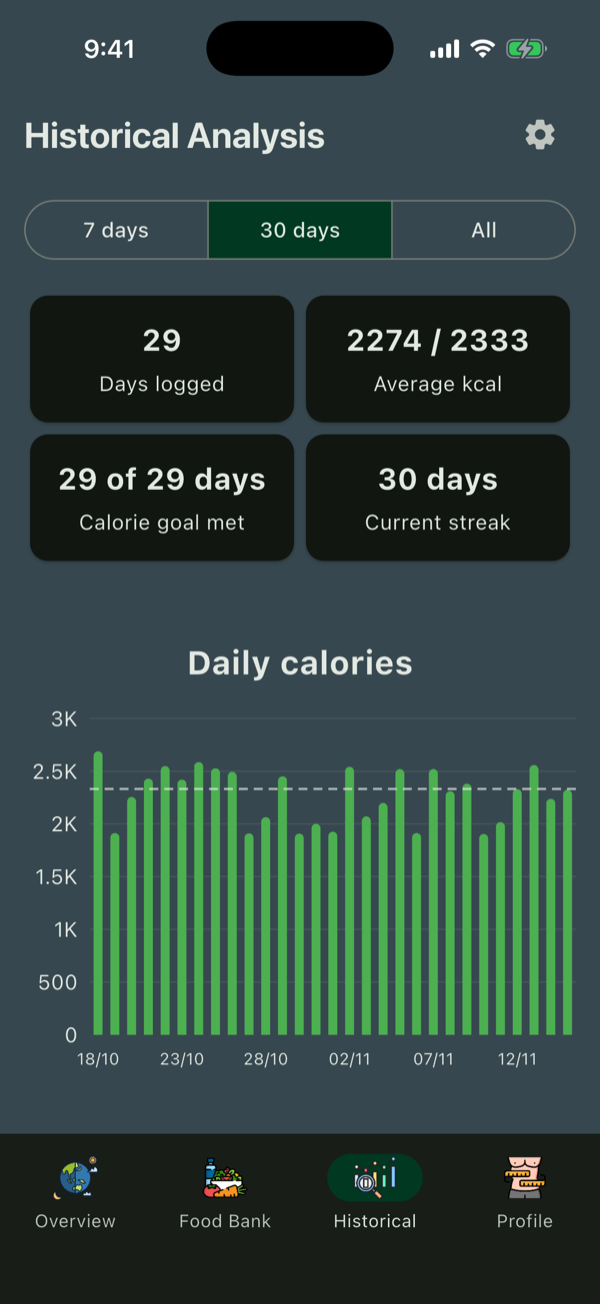 9:41
Historical Analysis
7 days 30 days All
29 2274 / 2333
Days logged Average kcal
29 of 29 days 30 days
Calorie goal met Current streak
Daily calories
3K
2.5K
2K
1.5K
1K
500
0
18/10 23/10 28/10 02/11 07/11 12/11
Overview Food Bank Historical Profile